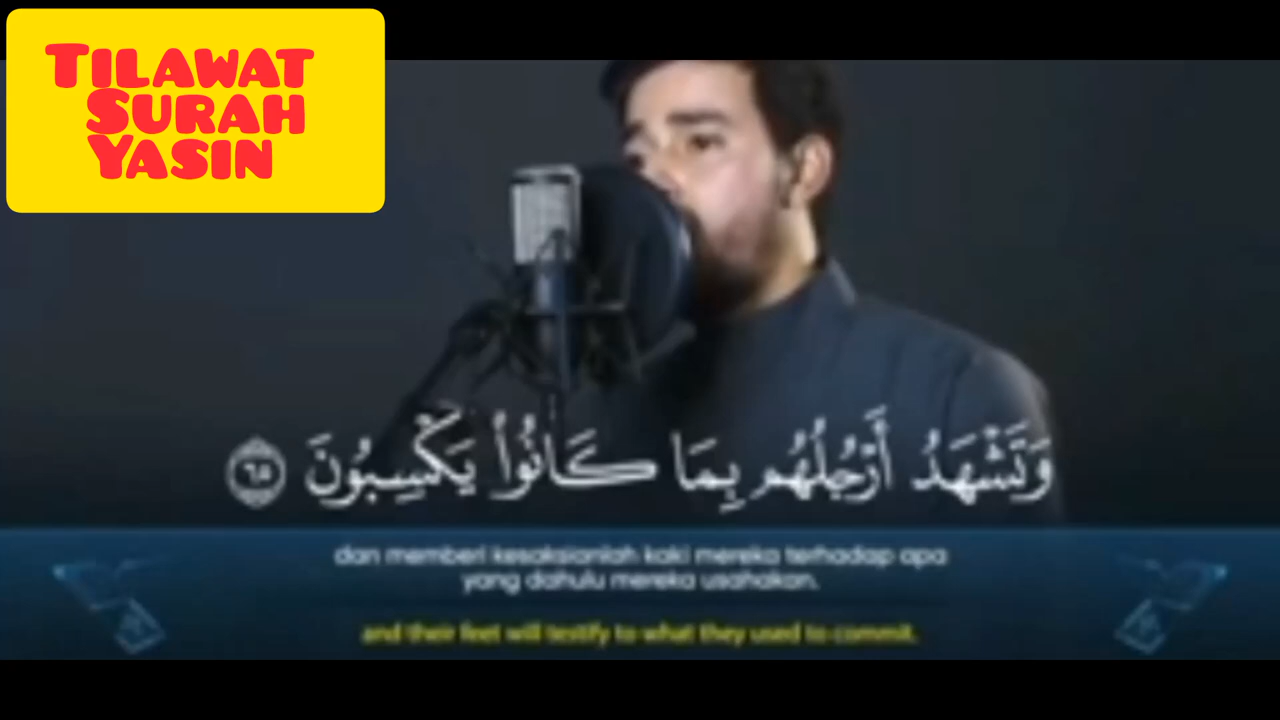 TILAWAT
SURAH
YASIN
وَتَشْهَدُ أَرْجُلُهُم بِمَا كَانُوا۟ يَكْسِبُونَ ٦٥
dan memberi kesaksianlah kaki mereka terhadap apa
yang dahulu mereka usahakan.
and their feet will testify to what they used to commit.